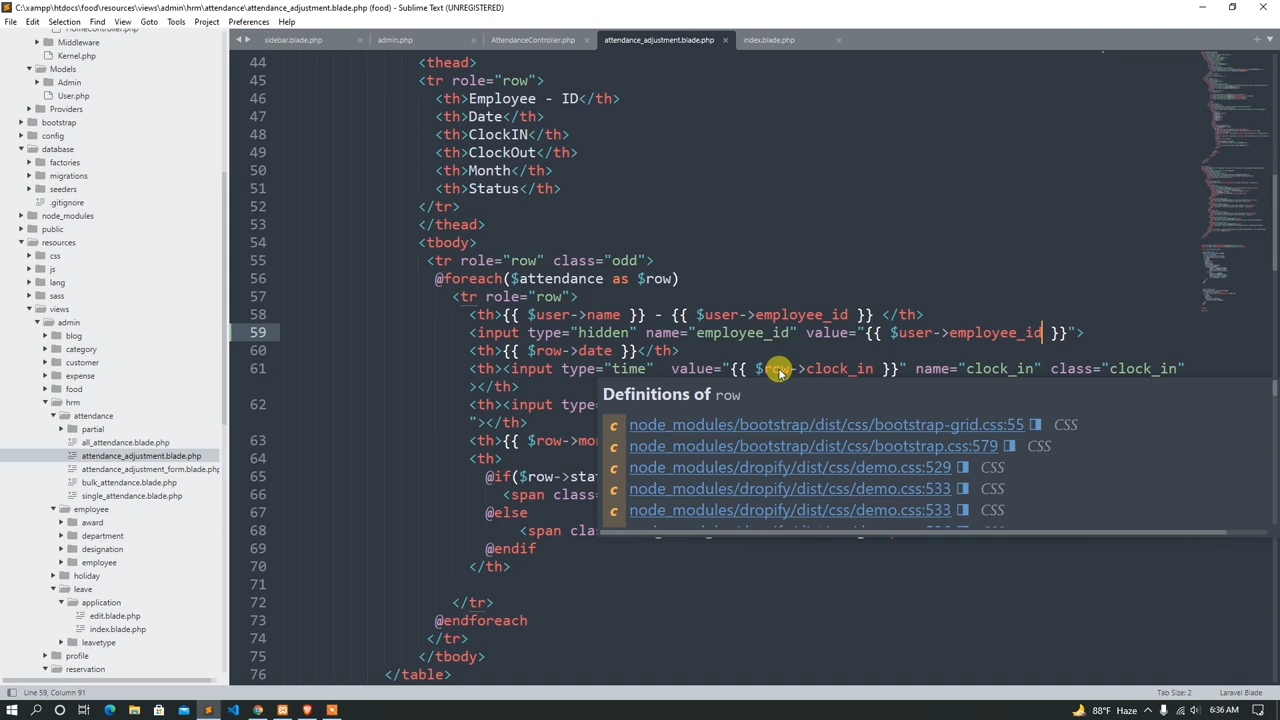 C:\xampp\htdocs\food\resources\views\admin\hrm\attendance\attendance_adjustment.blade.php (food) - Sublime Text (UNREGISTERED)
File Edit Selection Find View Goto Tools Project Preferences Help
HomeController.php
Middleware
Kernel.php
Models
Admin
User.php
Providers
bootstrap
config
database
factories
migrations
seeders
.gitignore
node_modules
public
resources
css
js
lang
sass
views
admin
blog
category
customer
expense
food
hrm
attendance
partial
all_attendance.blade.php
attendance_adjustment.blade.php
attendance_adjustment_form.blade.php
bulk_attendance.blade.php
single_attendance.blade.php
employee
award
department
designation
employee
holiday
leave
application
edit.blade.php
index.blade.php
leavetype
profile
reservation
sidebar.blade.php admin.php AttendanceController.php attendance_adjustment.blade.php index.blade.php
44 <thead>
45 <tr role="row">
46 <th>Employee - ID</th>
47 <th>Date</th>
48 <th>ClockIN</th>
49 <th>ClockOut</th>
50 <th>Month</th>
51 <th>Status</th>
52 </tr>
53 </thead>
54 <tbody>
55 <tr role="row" class="odd">
56 @foreach($attendance as $row)
57 <tr role="row">
58 <th>{{ $user->name }} - {{ $user->employee_id }} </th>
59 <input type="hidden" name="employee_id" value="{{ $user->employee_id }}">
60 <th>{{ $row->date }}</th>
61 <th><input type="time" value="{{ $row->clock_in }}" name="clock_in" class="clock_in"
></th>
62 <th><input type=
"></th>
63 <th>{{ $row->mon
64 <th>
65 @if($row->stat
66 <span class=
67 @else
68 <span clas
69 @endif
70 </th>
71
72 </tr>
73 @endforeach
74 </tr>
75 </tbody>
76 </table>
Definitions of row
c node_modules/bootstrap/dist/css/bootstrap-grid.css:55 CSS
c node_modules/bootstrap/dist/css/bootstrap.css:579 CSS
c node_modules/dropify/dist/css/demo.css:529 CSS
c node_modules/dropify/dist/css/demo.css:533 CSS
c node_modules/dropify/dist/css/demo.css:533 CSS
Line 59, Column 91 Tab Size: 2 Laravel Blade
88°F Haze 6:36 AM